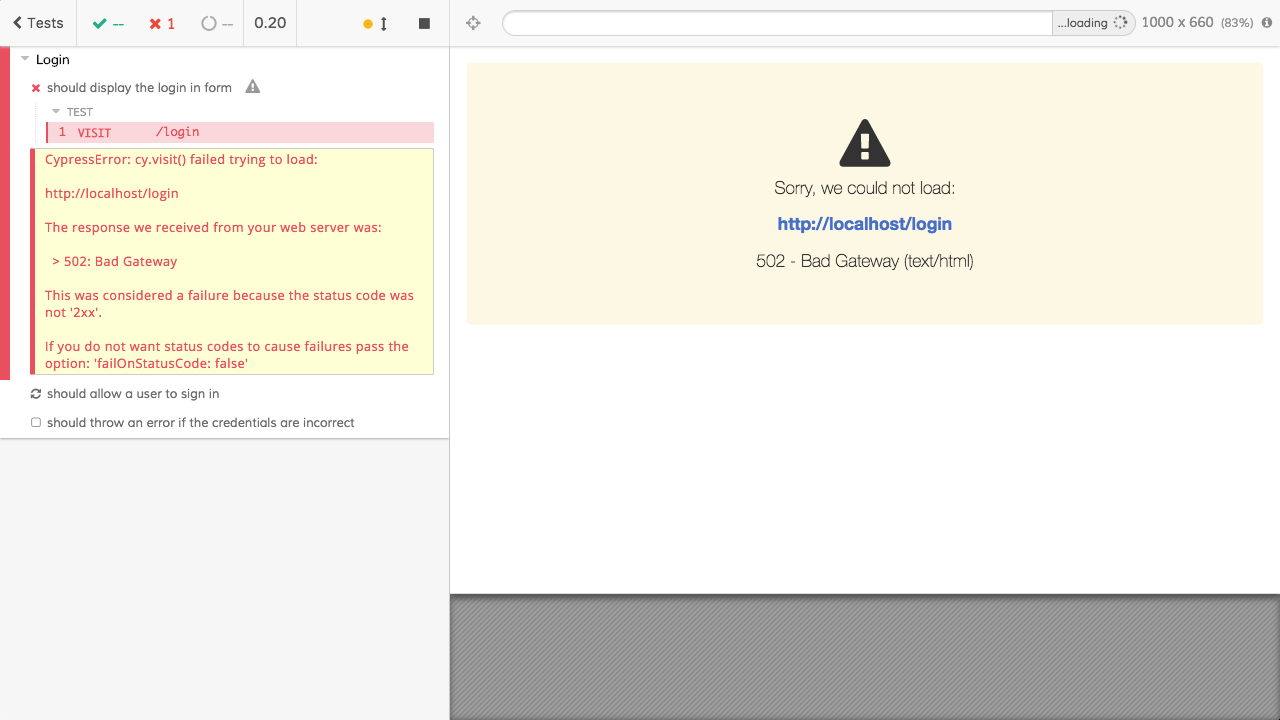 Tests
--
1
--
0.20
Login
should display the login in form
TEST
1 VISIT /login
CypressError: cy.visit() failed trying to load:
http://localhost/login
The response we received from your web server was:
> 502: Bad Gateway
This was considered a failure because the status code was
not '2xx'.
If you do not want status codes to cause failures pass the
option: 'failOnStatusCode: false'
should allow a user to sign in
should throw an error if the credentials are incorrect
...loading
1000 x 660 (83%)
Sorry, we could not load:
http://localhost/login
502 - Bad Gateway (text/html)